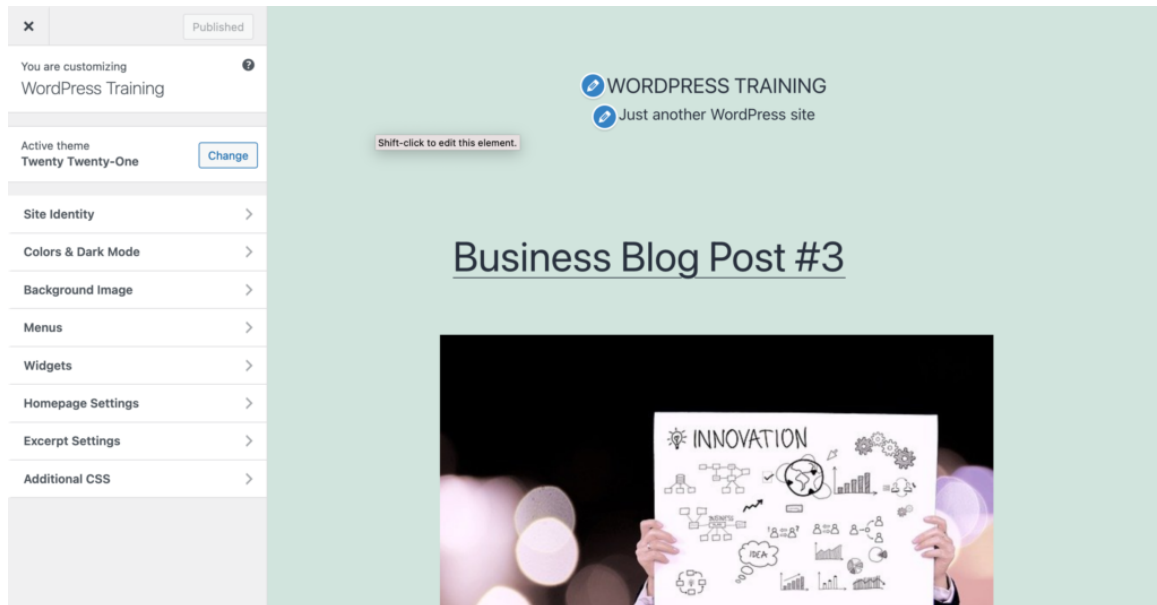 Published
You are customizing
WordPress Training
Active theme
Twenty Twenty-One
Change
Site Identity
Colors & Dark Mode
Background Image
Menus
Widgets
Homepage Settings
Excerpt Settings
Additional CSS
WORDPRESS TRAINING
Just another WordPress site
Shift-click to edit this element.
Business Blog Post #3
INNOVATION
BUSINESS
IDEA